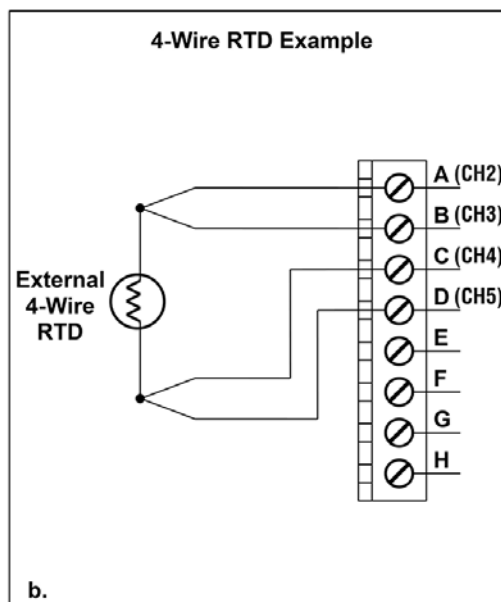 4-Wire RTD Example
A (CH2)
B (CH3)
C (CH4)
D (CH5)
E
F
G
H
External
4-Wire
RTD
b.